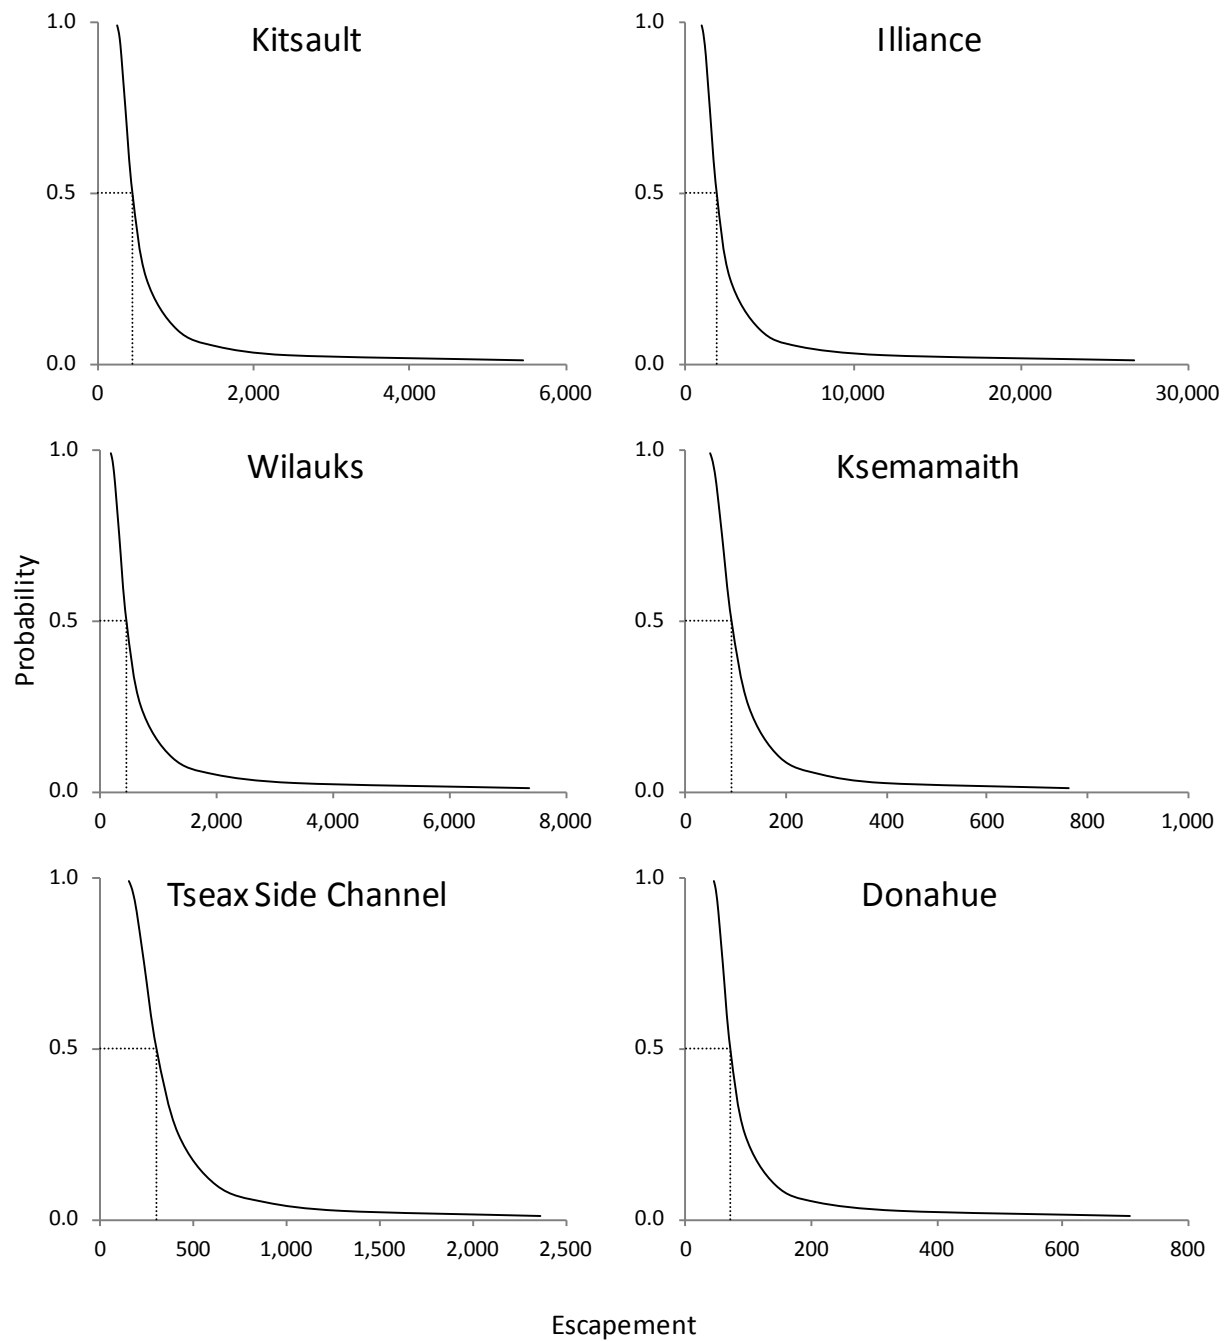 Kitsault
1.0
0.5
0.0
0 2,000 4,000 6,000
Illiance
1.0
0.5
0.0
0 10,000 20,000 30,000
Wilauks
1.0
0.5
0.0
0 2,000 4,000 6,000 8,000
Ksemamaith
1.0
0.5
0.0
0 200 400 600 800 1,000
Tseax Side Channel
1.0
0.5
0.0
0 500 1,000 1,500 2,000 2,500
Donahue
1.0
0.5
0.0
0 200 400 600 800
Probability
Escapement